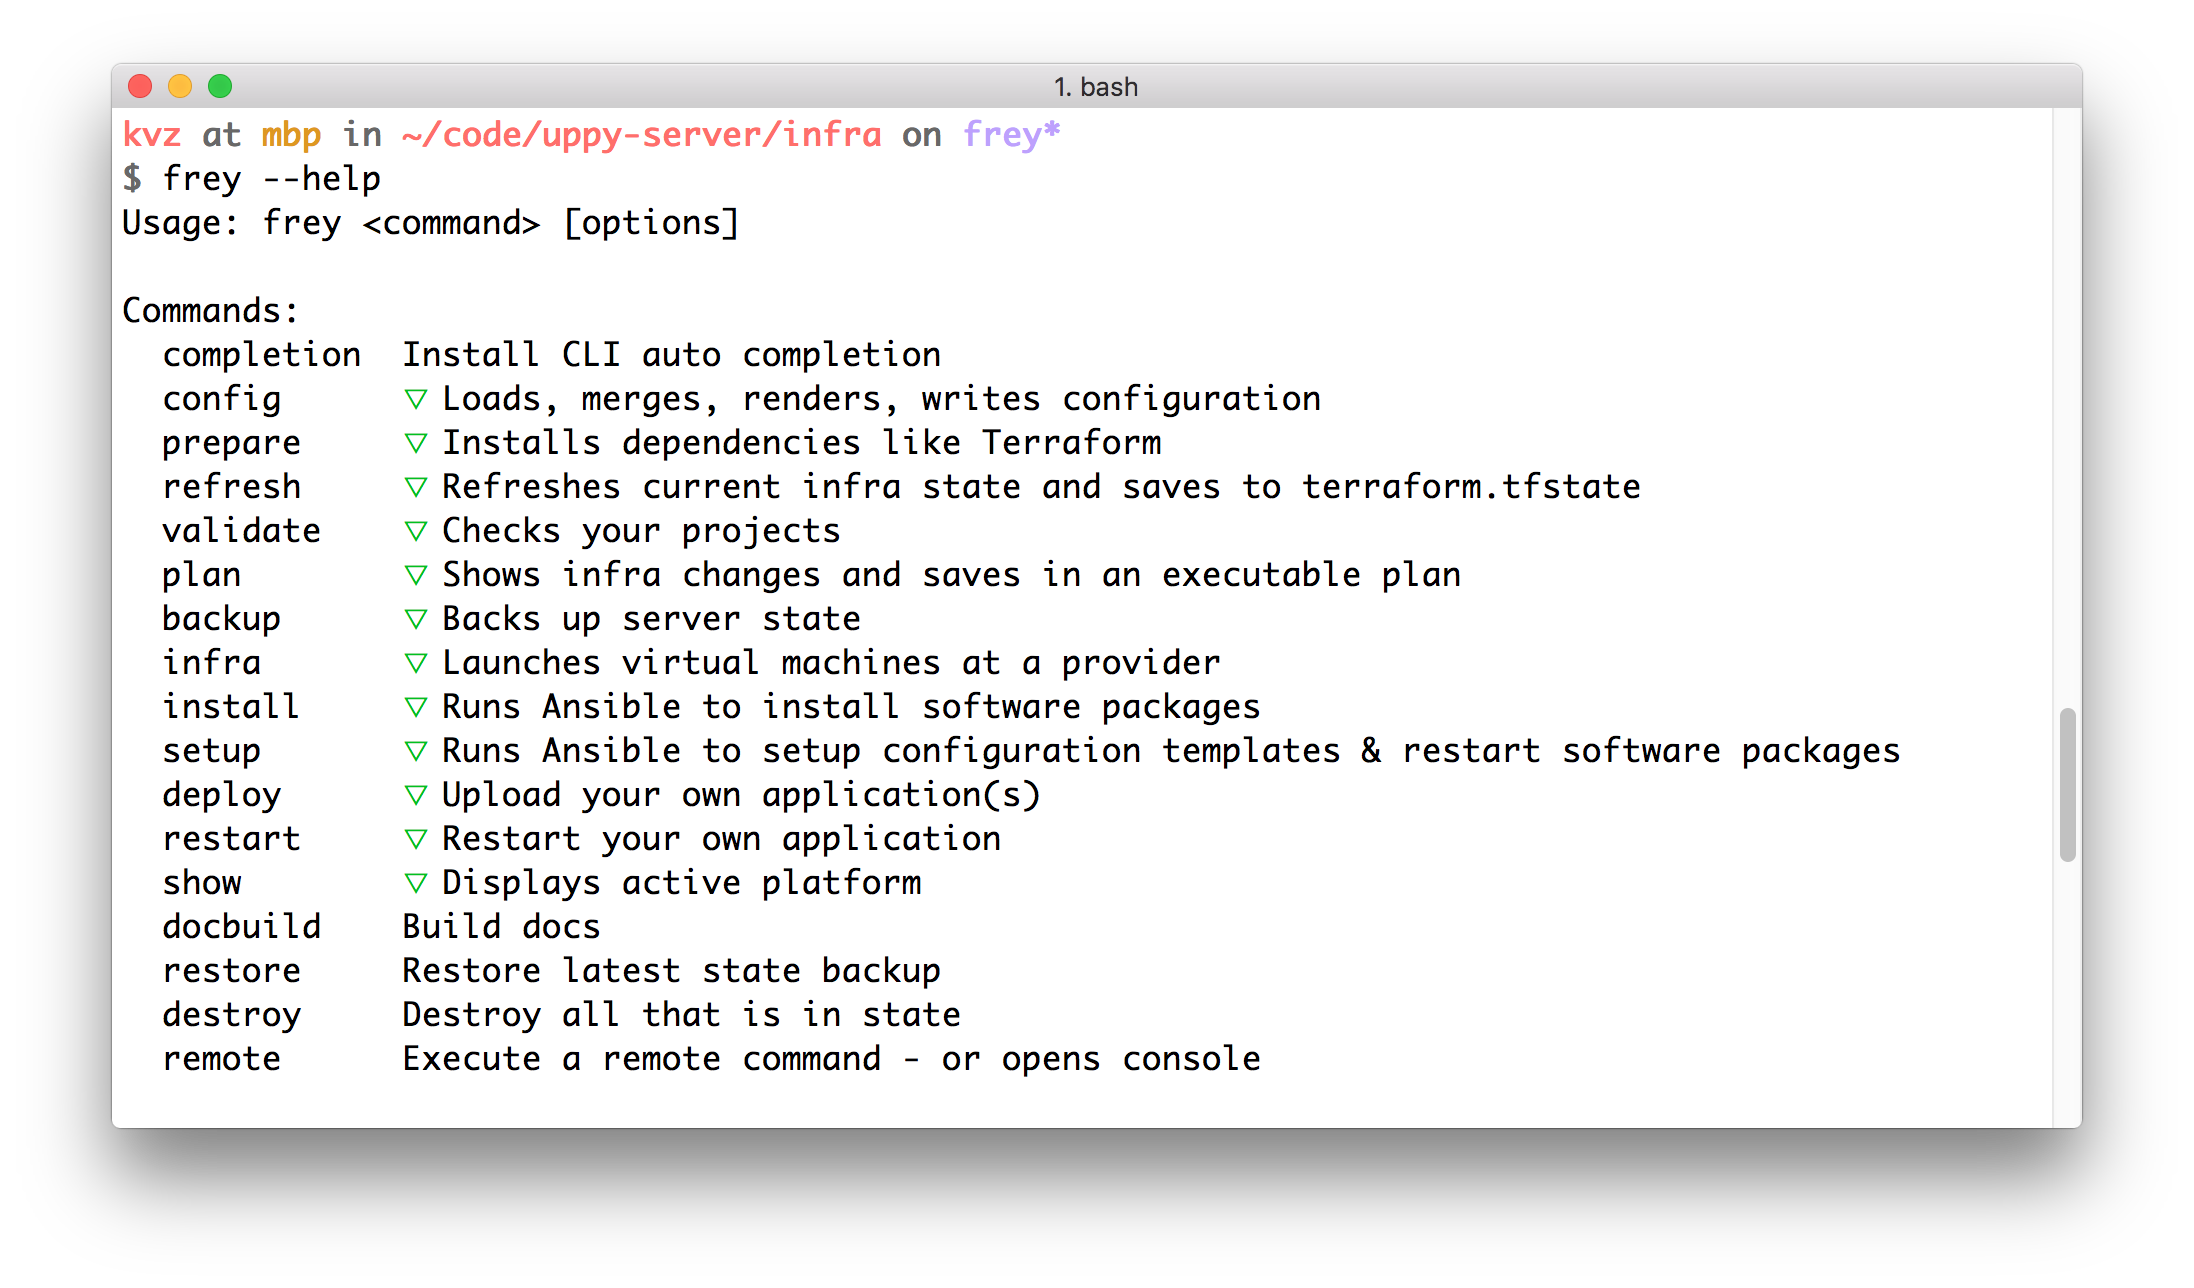 1. bash
kvz at mbp in ~/code/uppy-server/infra on frey*
$ frey --help
Usage: frey <command> [options]

Commands:
  completion  Install CLI auto completion
  config      ▽ Loads, merges, renders, writes configuration
  prepare     ▽ Installs dependencies like Terraform
  refresh     ▽ Refreshes current infra state and saves to terraform.tfstate
  validate    ▽ Checks your projects
  plan        ▽ Shows infra changes and saves in an executable plan
  backup      ▽ Backs up server state
  infra       ▽ Launches virtual machines at a provider
  install     ▽ Runs Ansible to install software packages
  setup       ▽ Runs Ansible to setup configuration templates & restart software packages
  deploy      ▽ Upload your own application(s)
  restart     ▽ Restart your own application
  show        ▽ Displays active platform
  docbuild    Build docs
  restore     Restore latest state backup
  destroy     Destroy all that is in state
  remote      Execute a remote command - or opens console